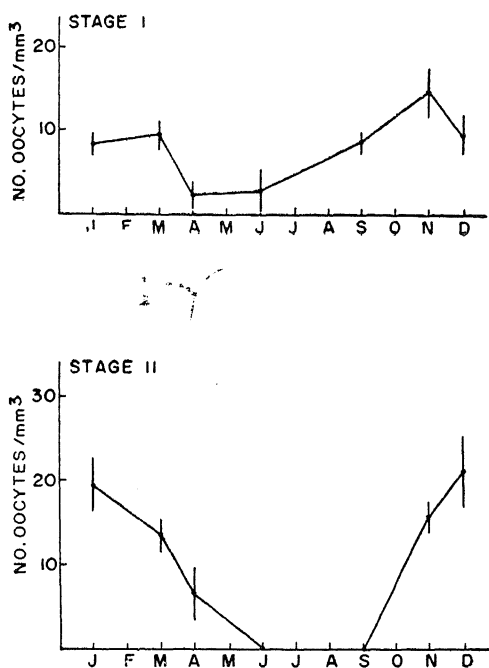 STAGE I
NO. OOCYTES/mm³
20
10
J F M A M J J A S O N D
STAGE II
NO. OOCYTES/mm³
30
20
10
J F M A M J J A S O N D